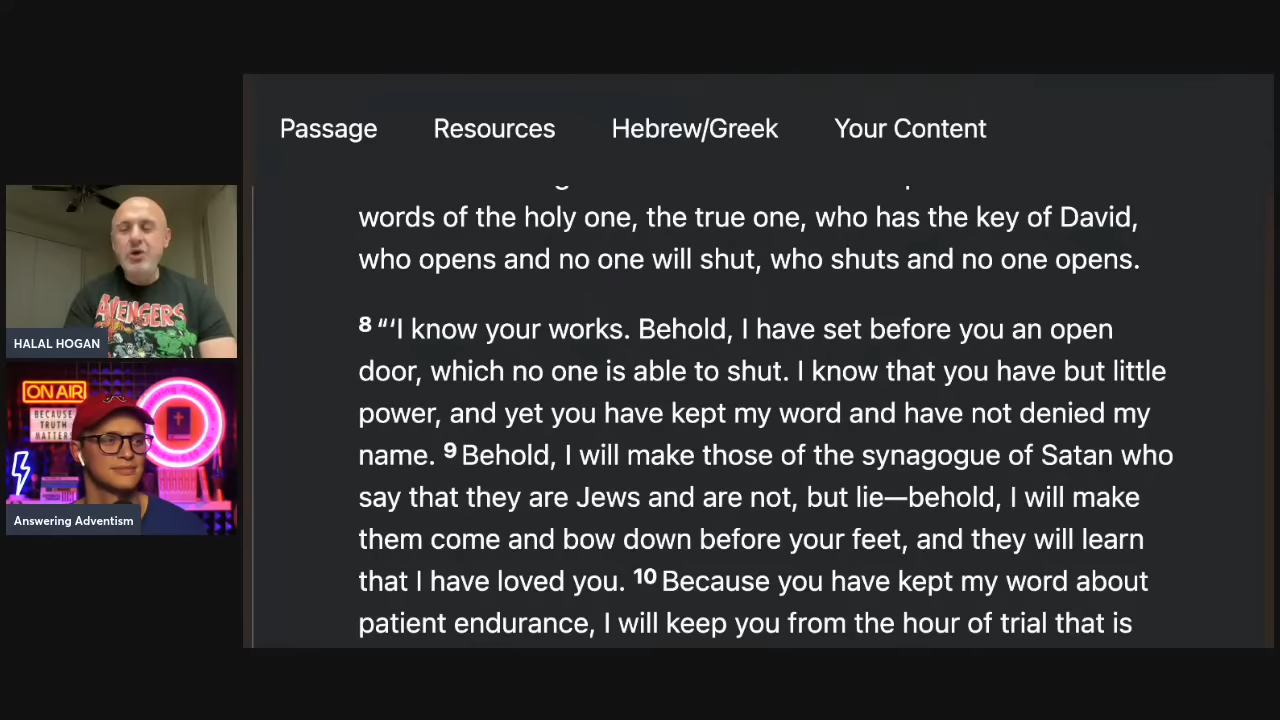 Passage
Resources
Hebrew/Greek
Your Content
words of the holy one, the true one, who has the key of David,
who opens and no one will shut, who shuts and no one opens.
8 “‘I know your works. Behold, I have set before you an open
door, which no one is able to shut. I know that you have but little
power, and yet you have kept my word and have not denied my
name. 9 Behold, I will make those of the synagogue of Satan who
say that they are Jews and are not, but lie—behold, I will make
them come and bow down before your feet, and they will learn
that I have loved you. 10 Because you have kept my word about
patient endurance, I will keep you from the hour of trial that is
AVENGERS
HALAL HOGAN
ON AIR
BECAUSE
TRUTH
MATTERS
Answering Adventism